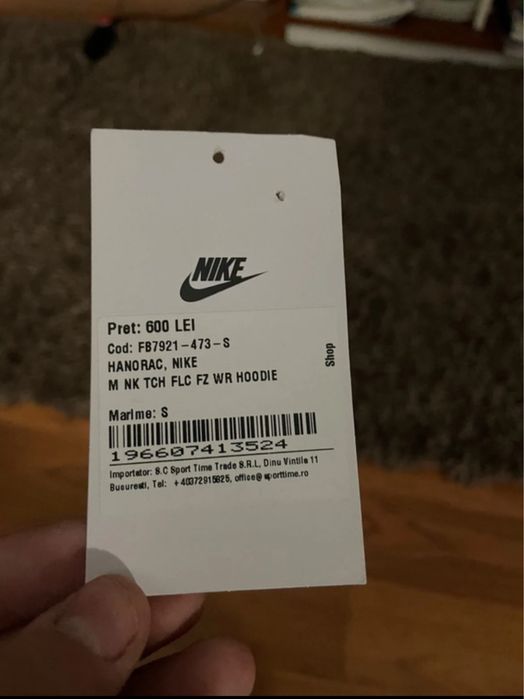 NIKE
Pret: 600 LEI
Cod: FB7921-473-S
HANORAC, NIKE
M NK TCH FLC FZ WR HOODIE
Shop
Marime: S
196607413524
Importator: S.C Sport Time Trade S.R.L, Dinu Vintila 11
Bucuresti, Tel: +40372915825, office@sporttime.ro